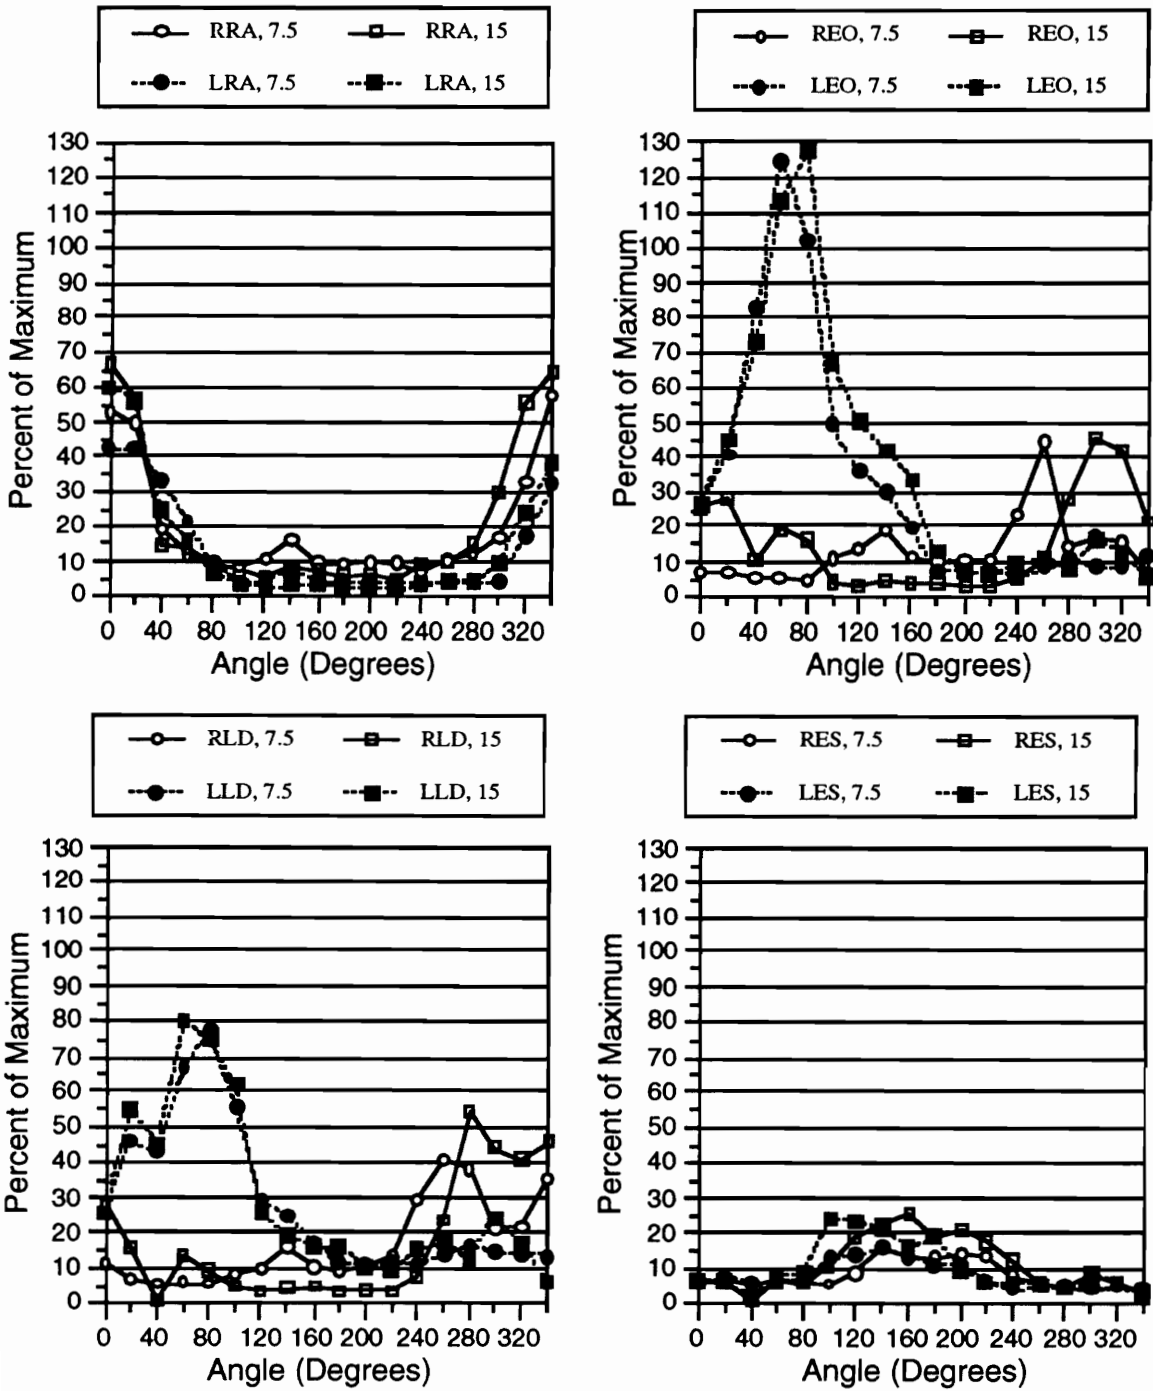 RRA, 7.5 RRA, 15
LRA, 7.5 LRA, 15
130
120
110
100
90
80
70
60
50
40
30
20
10
0
Percent of Maximum
0 40 80 120 160 200 240 280 320
Angle (Degrees)
REO, 7.5 REO, 15
LEO, 7.5 LEO, 15
130
120
110
100
90
80
70
60
50
40
30
20
10
0
Percent of Maximum
0 40 80 120 160 200 240 280 320
Angle (Degrees)
RLD, 7.5 RLD, 15
LLD, 7.5 LLD, 15
130
120
110
100
90
80
70
60
50
40
30
20
10
0
Percent of Maximum
0 40 80 120 160 200 240 280 320
Angle (Degrees)
RES, 7.5 RES, 15
LES, 7.5 LES, 15
130
120
110
100
90
80
70
60
50
40
30
20
10
0
Percent of Maximum
0 40 80 120 160 200 240 280 320
Angle (Degrees)